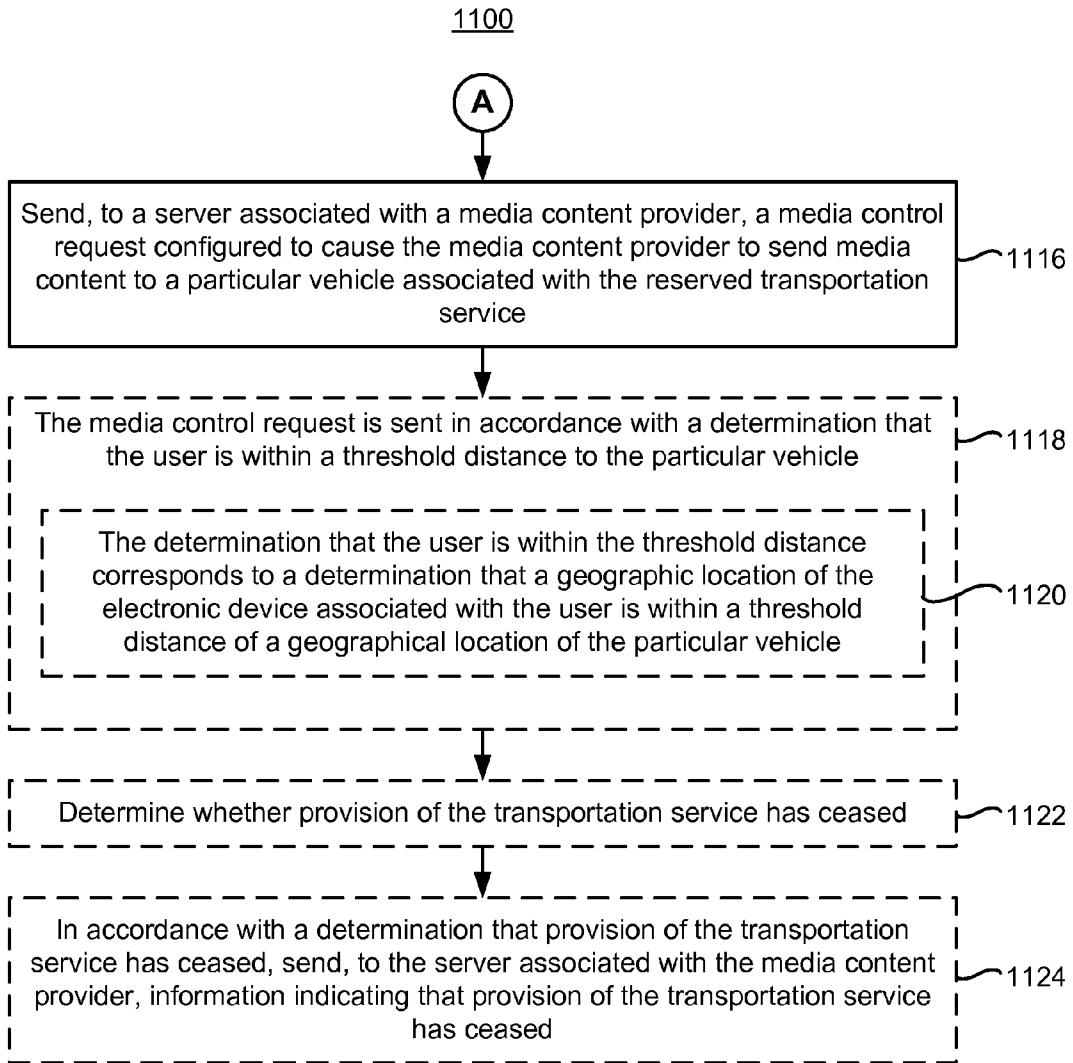 1100
A
Send, to a server associated with a media content provider, a media control
request configured to cause the media content provider to send media
content to a particular vehicle associated with the reserved transportation
service
1116
The media control request is sent in accordance with a determination that
the user is within a threshold distance to the particular vehicle
1118
The determination that the user is within the threshold distance
corresponds to a determination that a geographic location of the
electronic device associated with the user is within a threshold
distance of a geographical location of the particular vehicle
1120
Determine whether provision of the transportation service has ceased
1122
In accordance with a determination that provision of the transportation
service has ceased, send, to the server associated with the media content
provider, information indicating that provision of the transportation service
has ceased
1124